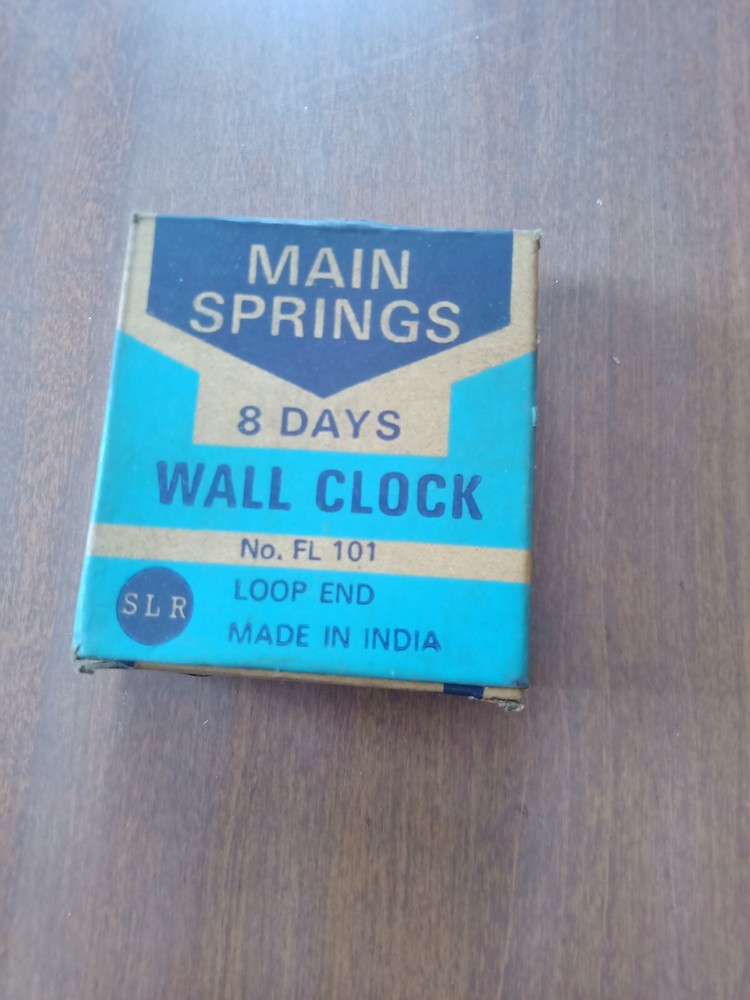 MAIN
SPRINGS
8 DAYS
WALL CLOCK
No. FL 101
SLR
LOOP END
MADE IN INDIA